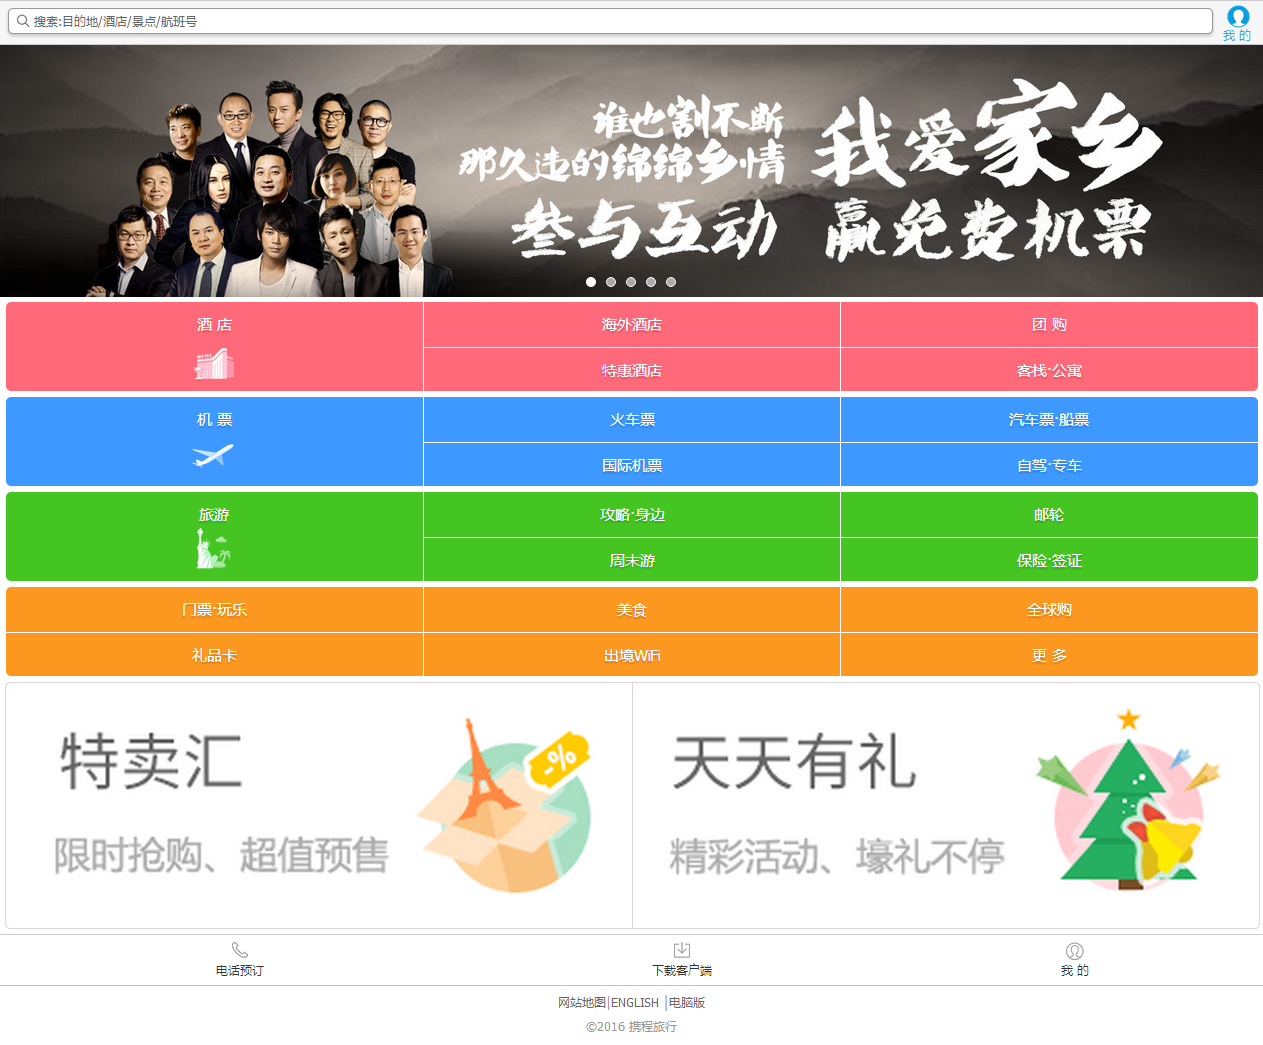 搜索:目的地/酒店/景点/航班号
我 的
谁也割不断
那久违的绵绵乡情
我爱家乡
参与互动 赢免费机票
酒 店
海外酒店
团 购
HOTEL
特惠酒店
客栈·公寓
机 票
火车票
汽车票·船票
国际机票
自驾·专车
旅游
攻略·身边
邮轮
周末游
保险·签证
门票·玩乐
美食
全球购
礼品卡
出境WiFi
更 多
特卖汇
限时抢购、超值预售
-%
天天有礼
精彩活动、壕礼不停
电话预订
下载客户端
我 的
网站地图|ENGLISH |电脑版
©2016 携程旅行